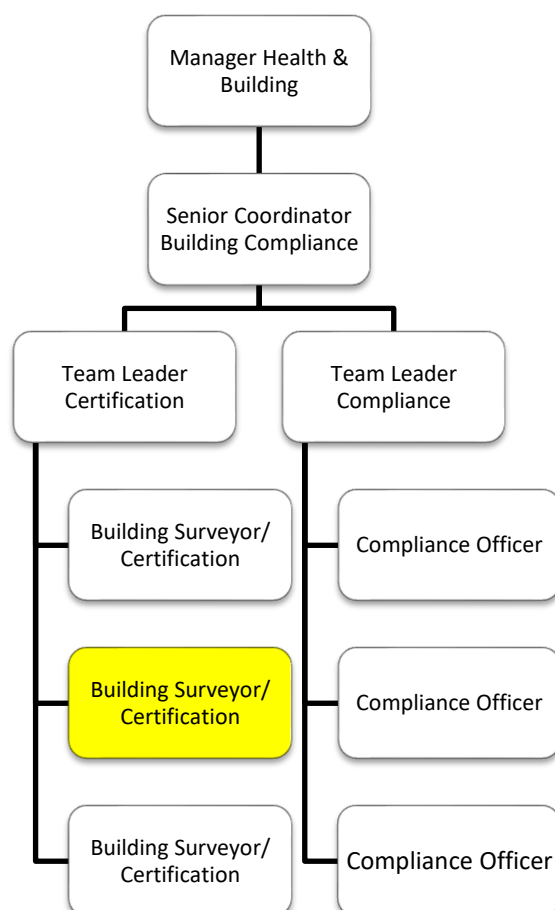 Manager Health &
Building
Senior Coordinator
Building Compliance
Team Leader
Certification
Team Leader
Compliance
Building Surveyor/
Certification
Compliance Officer
Building Surveyor/
Certification
Compliance Officer
Building Surveyor/
Certification
Compliance Officer